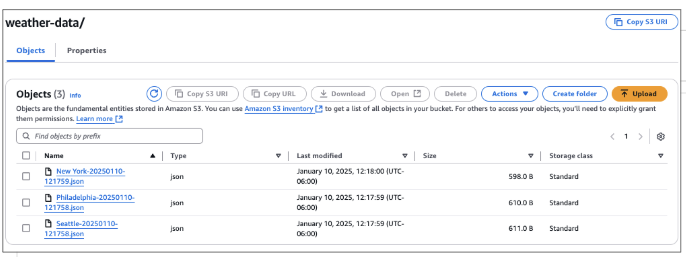 weather-data/
Copy S3 URI
Objects
Properties
Objects (3) Info
Copy S3 URI
Copy URL
Download
Open
Delete
Actions
Create folder
Upload
Objects are the fundamental entities stored in Amazon S3. You can use Amazon S3 inventory to get a list of all objects in your bucket. For others to access your objects, you'll need to explicitly grant
them permissions. Learn more
Find objects by prefix
1
Name Type Last modified Size Storage class
New York-20250110-
121759.json
json
January 10, 2025, 12:18:00 (UTC-
06:00)
598.0 B
Standard
Philadelphia-20250110-
121758.json
json
January 10, 2025, 12:17:59 (UTC-
06:00)
610.0 B
Standard
Seattle-20250110-
121758.json
json
January 10, 2025, 12:17:59 (UTC-
06:00)
611.0 B
Standard